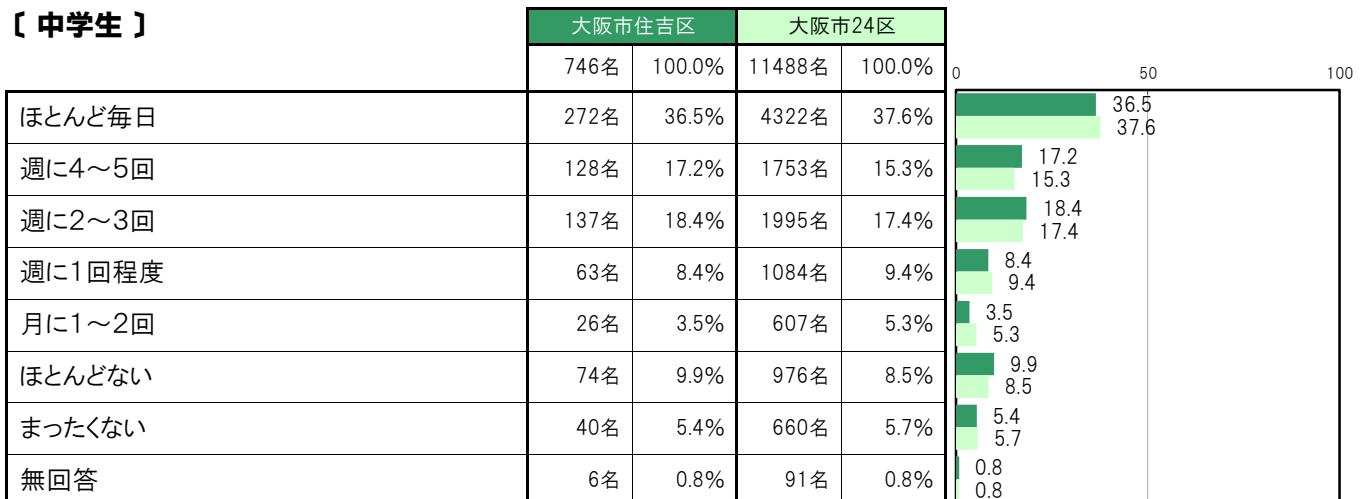 〔 中学生 〕
大阪市住吉区 大阪市24区
746名 100.0% 11488名 100.0% 0 50 100
ほとんど毎日 272名 36.5% 4322名 37.6% 36.5
37.6
週に4～5回 128名 17.2% 1753名 15.3% 17.2
15.3
週に2～3回 137名 18.4% 1995名 17.4% 18.4
17.4
週に1回程度 63名 8.4% 1084名 9.4% 8.4
9.4
月に1～2回 26名 3.5% 607名 5.3% 3.5
5.3
ほとんどない 74名 9.9% 976名 8.5% 9.9
8.5
まったくない 40名 5.4% 660名 5.7% 5.4
5.7
無回答 6名 0.8% 91名 0.8% 0.8
0.8